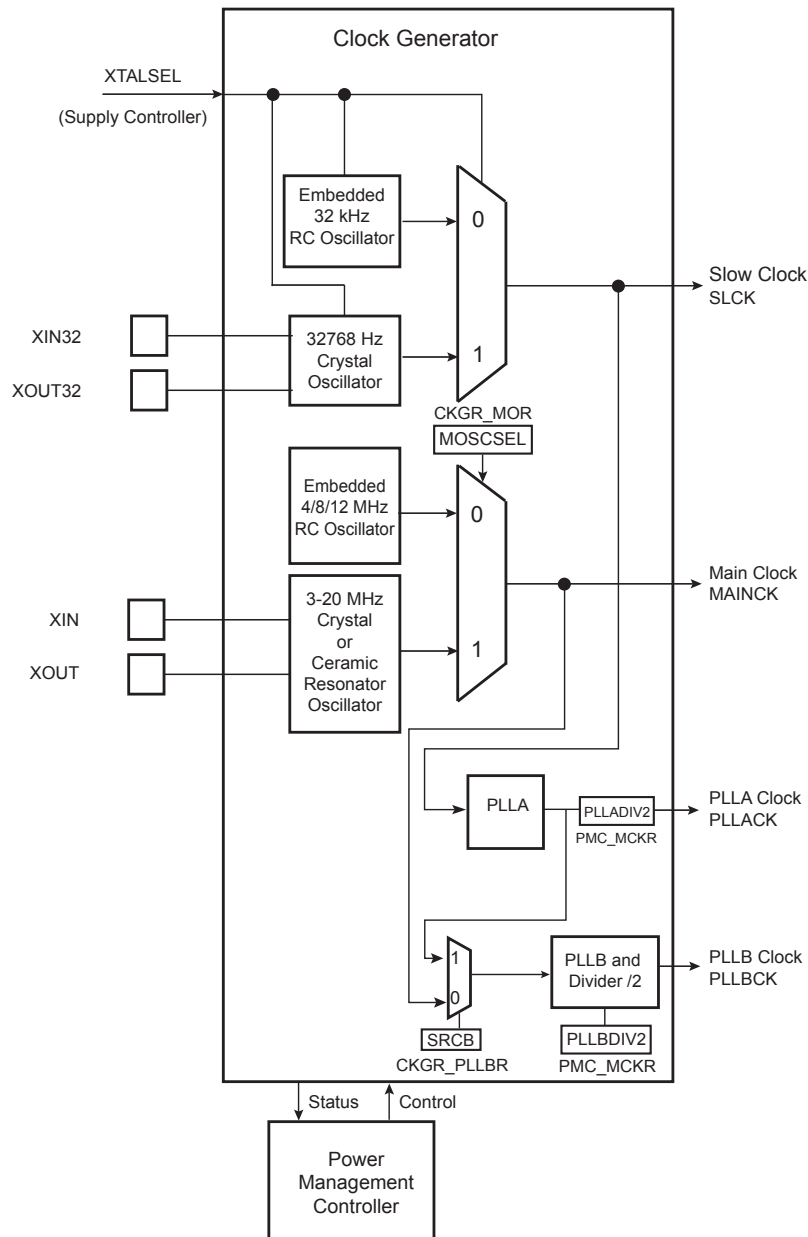 Clock Generator
XTALSEL
(Supply Controller)
Embedded
32 kHz
RC Oscillator
0
Slow Clock
SLCK
XIN32
XOUT32
32768 Hz
Crystal
Oscillator
1
CKGR_MOR
MOSCSEL
Embedded
4/8/12 MHz
RC Oscillator
0
Main Clock
MAINCK
XIN
XOUT
3-20 MHz
Crystal
or
Ceramic
Resonator
Oscillator
1
PLLA
PLLADIV2
PMC_MCKR
PLLA Clock
PLLACK
1
0
SRCB
CKGR_PLLBR
PLLB and
Divider /2
PLLBDIV2
PMC_MCKR
PLLB Clock
PLLBCK
Status
Control
Power
Management
Controller